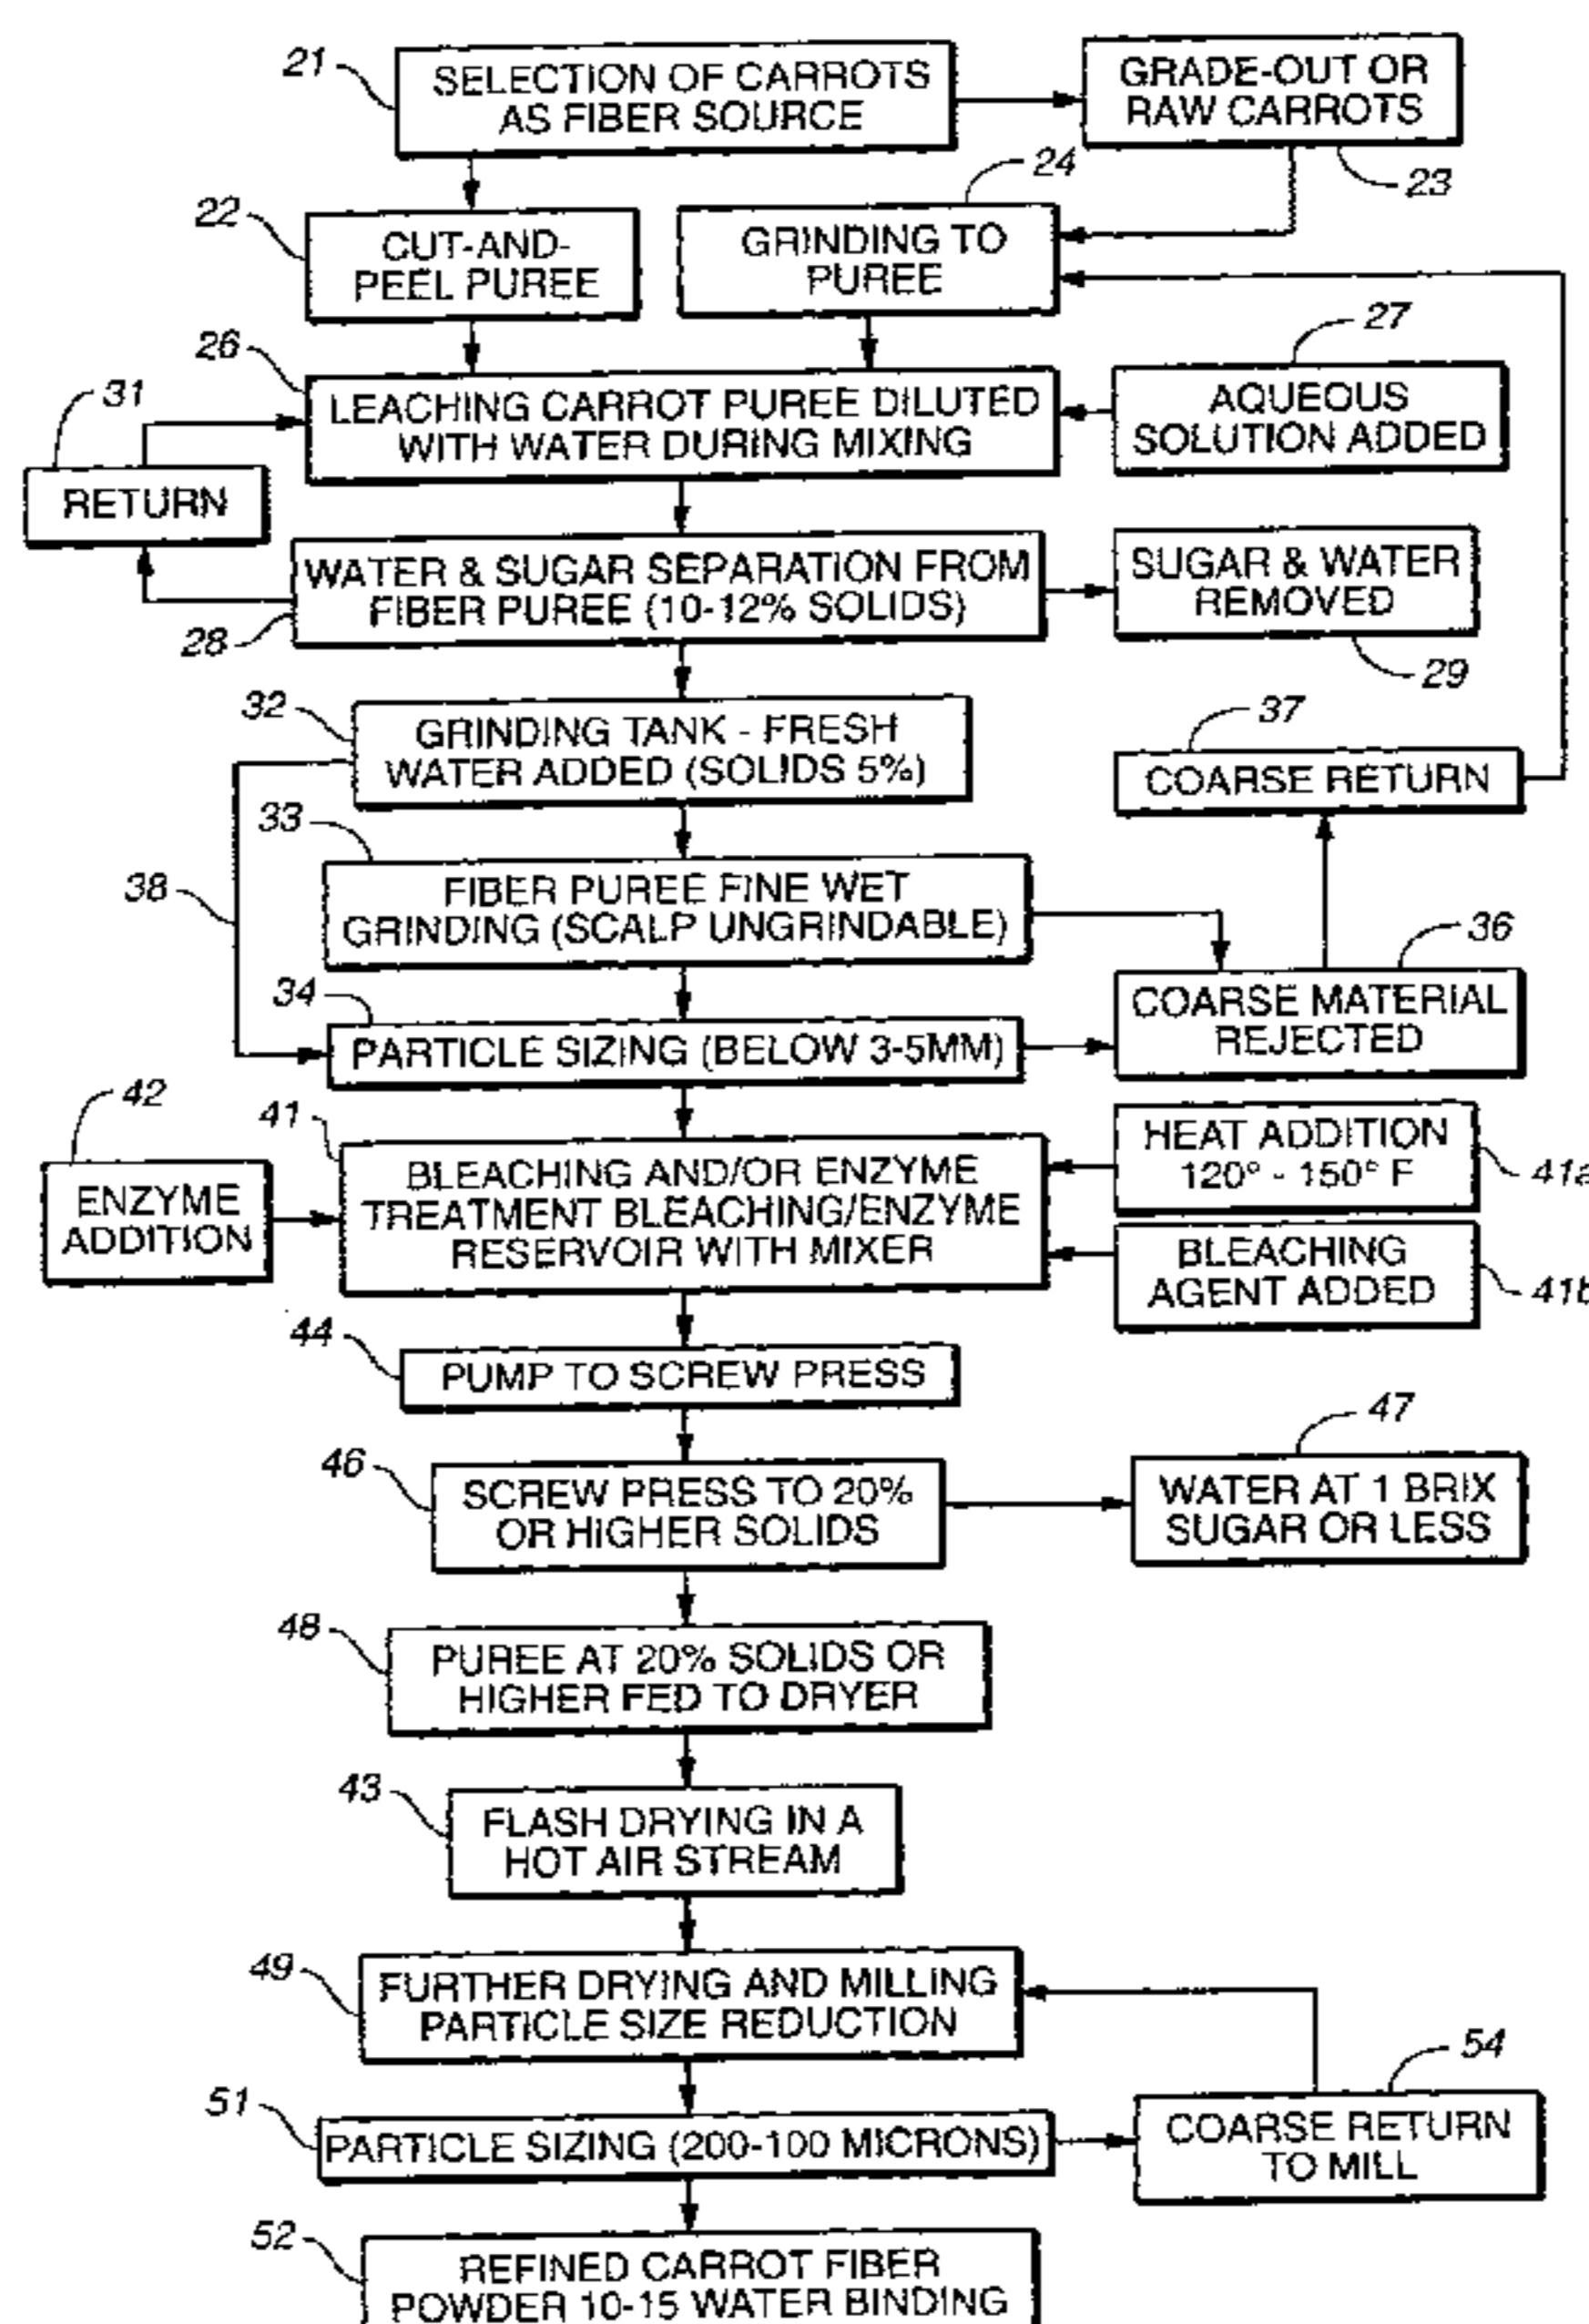 21
SELECTION OF CARROTS
AS FIBER SOURCE
GRADE-OUT OR
RAW CARROTS
23
22
CUT-AND-
PEEL PUREE
24
GRINDING TO
PUREE
26
LEACHING CARROT PUREE DILUTED
WITH WATER DURING MIXING
27
AQUEOUS
SOLUTION ADDED
31
RETURN
28
WATER & SUGAR SEPARATION FROM
FIBER PUREE (10-12% SOLIDS)
SUGAR & WATER
REMOVED
29
32
GRINDING TANK - FRESH
WATER ADDED (SOLIDS 5%)
37
COARSE RETURN
33
FIBER PUREE FINE WET
GRINDING (SCALP UNGRINDABLE)
38
36
COARSE MATERIAL
REJECTED
34
PARTICLE SIZING (BELOW 3-5MM)
42
ENZYME
ADDITION
41
BLEACHING AND/OR ENZYME
TREATMENT BLEACHING/ENZYME
RESERVOIR WITH MIXER
HEAT ADDITION
120° - 150° F
41a
BLEACHING
AGENT ADDED
41b
44
PUMP TO SCREW PRESS
46
SCREW PRESS TO 20%
OR HIGHER SOLIDS
47
WATER AT 1 BRIX
SUGAR OR LESS
48
PUREE AT 20% SOLIDS OR
HIGHER FED TO DRYER
43
FLASH DRYING IN A
HOT AIR STREAM
49
FURTHER DRYING AND MILLING
PARTICLE SIZE REDUCTION
51
PARTICLE SIZING (200-100 MICRONS)
54
COARSE RETURN
TO MILL
52
REFINED CARROT FIBER
POWDER 10-15 WATER BINDING